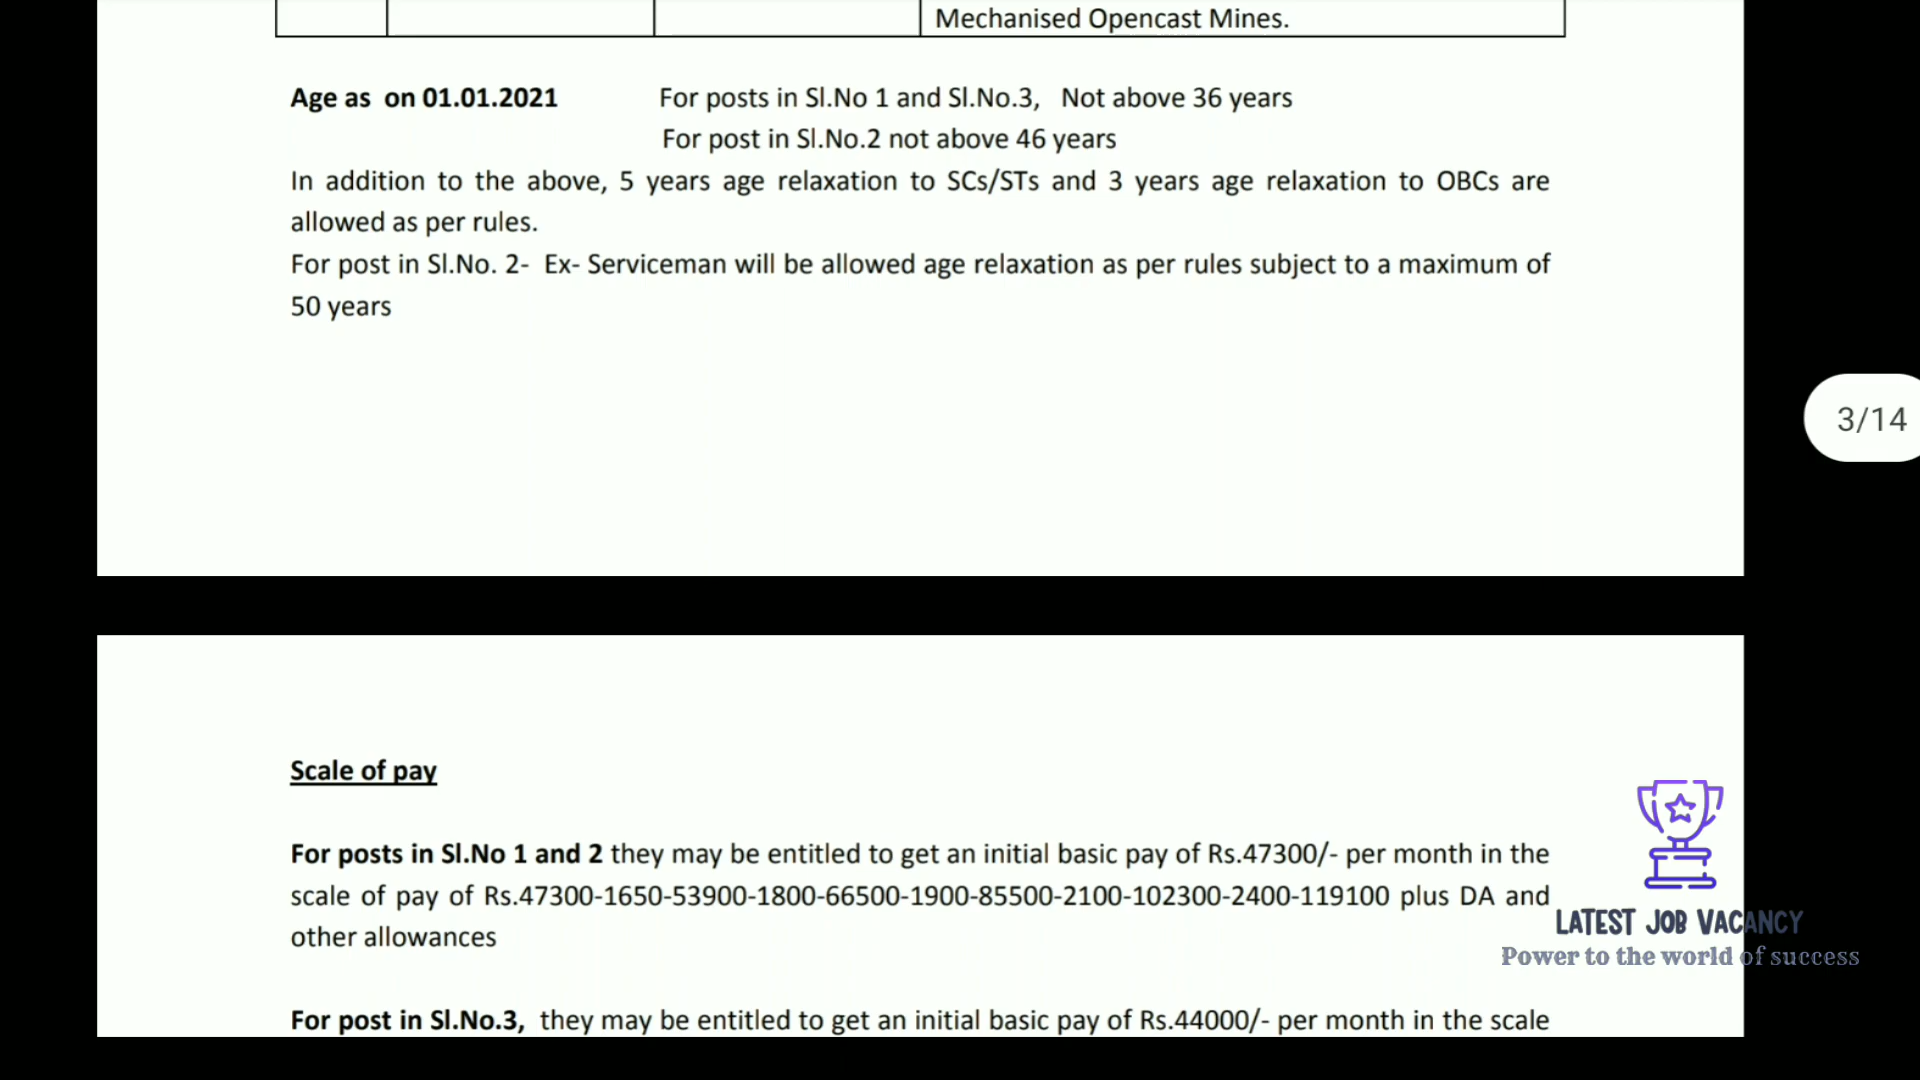 Mechanised Opencast Mines.
Age as on 01.01.2021 For posts in Sl.No 1 and Sl.No.3, Not above 36 years
For post in Sl.No.2 not above 46 years
In addition to the above, 5 years age relaxation to SCs/STs and 3 years age relaxation to OBCs are
allowed as per rules.
For post in Sl.No. 2- Ex- Serviceman will be allowed age relaxation as per rules subject to a maximum of
50 years
3/14
Scale of pay
For posts in Sl.No 1 and 2 they may be entitled to get an initial basic pay of Rs.47300/- per month in the
scale of pay of Rs.47300-1650-53900-1800-66500-1900-85500-2100-102300-2400-119100 plus DA and
other allowances
LATEST JOB VACANCY
Power to the world of success
For post in Sl.No.3, they may be entitled to get an initial basic pay of Rs.44000/- per month in the scale